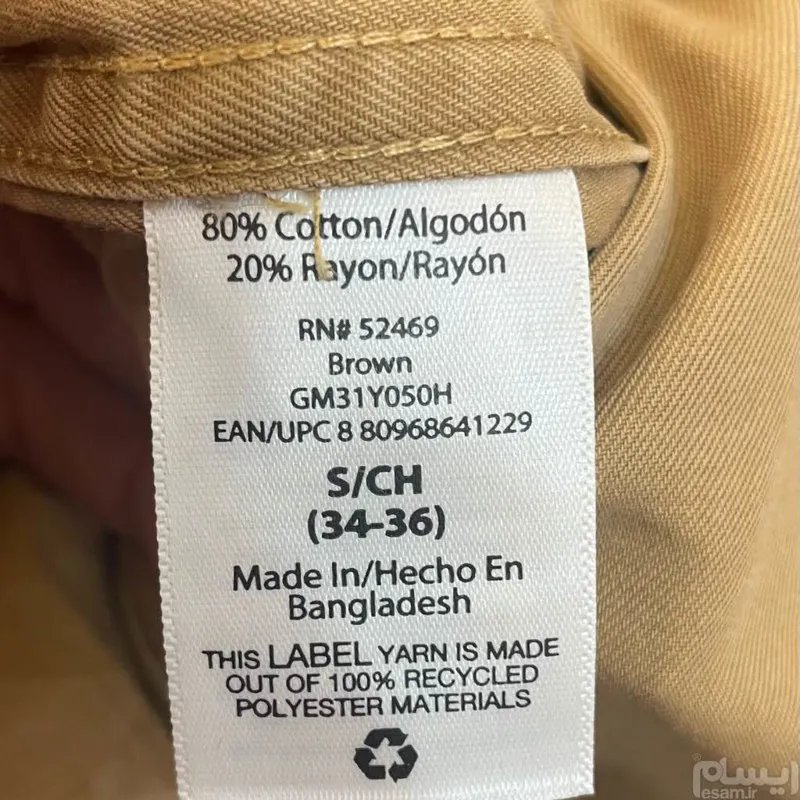 80% Cotton/Algodón
20% Rayon/Rayón
RN# 52469
Brown
GM31Y050H
EAN/UPC 8 80968641229
S/CH
(34-36)
Made In/Hecho En
Bangladesh
THIS LABEL YARN IS MADE
OUT OF 100% RECYCLED
POLYESTER MATERIALS
ایسام
esam.ir